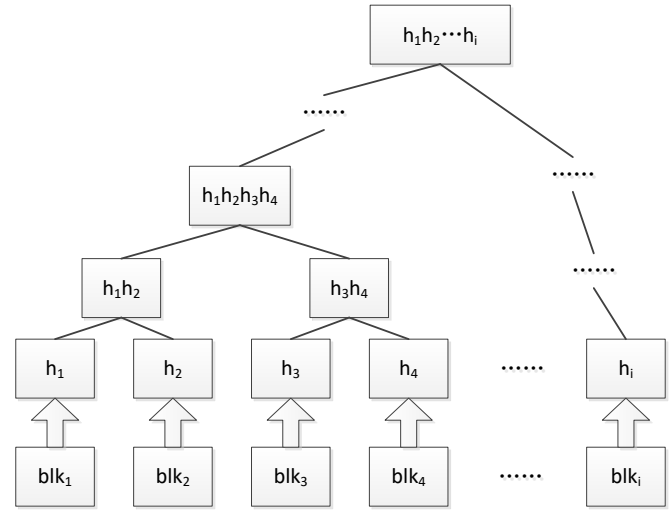 h₁h₂⋯hᵢ
......
......
h₁h₂h₃h₄
......
h₁h₂
h₃h₄
h₁
h₂
h₃
h₄
......
hᵢ
blk₁
blk₂
blk₃
blk₄
......
blkᵢ